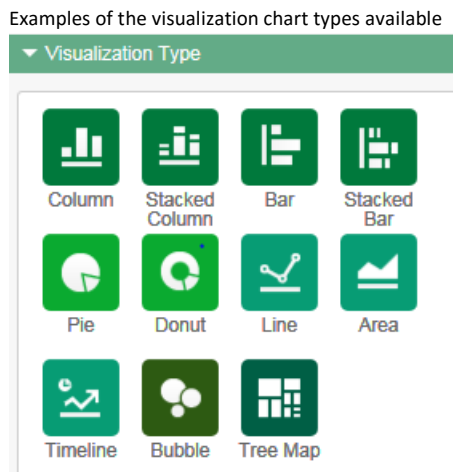 Examples of the visualization chart types available
Visualization Type
Column
Stacked
Column
Bar
Stacked
Bar
Pie
Donut
Line
Area
Timeline
Bubble
Tree Map